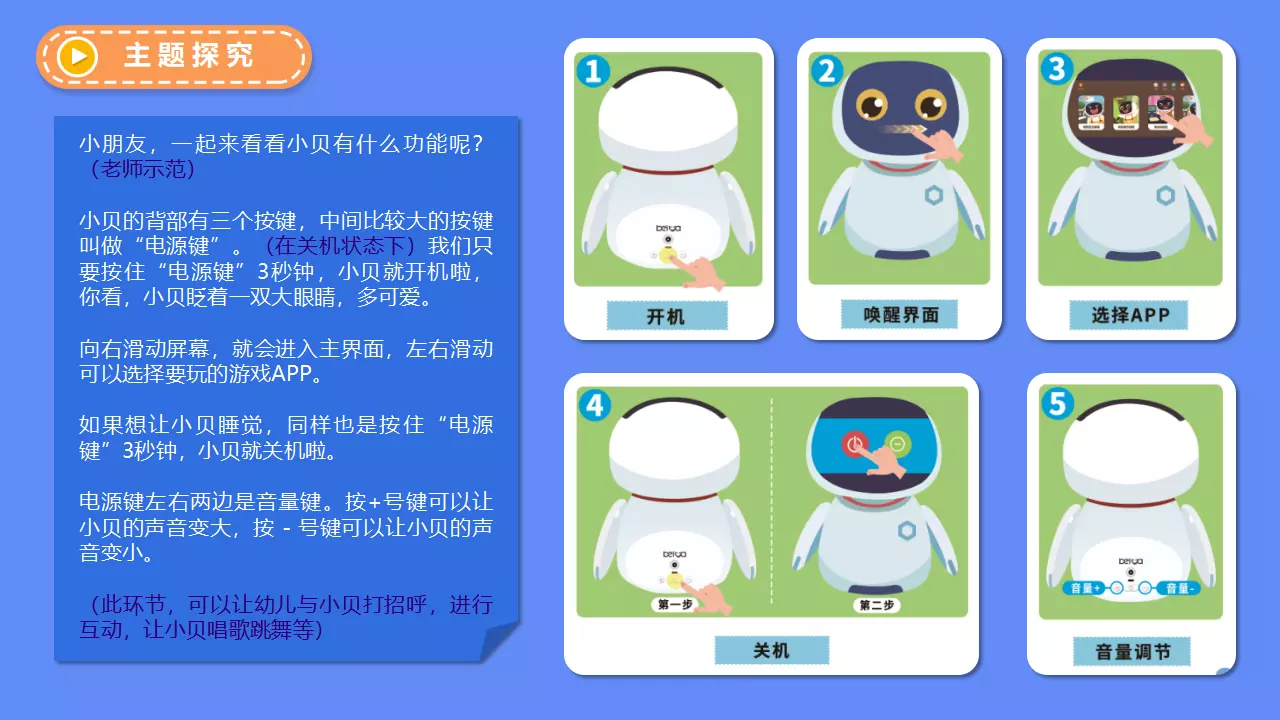 主题探究
小朋友，一起来看看小贝有什么功能呢？
（老师示范）
小贝的背部有三个按键，中间比较大的按键
叫做“电源键”。（在关机状态下）我们只
要按住“电源键”3秒钟，小贝就开机啦，
你看，小贝眨着一双大眼睛，多可爱。
向右滑动屏幕，就会进入主界面，左右滑动
可以选择要玩的游戏APP。
如果想让小贝睡觉，同样也是按住“电源
键”3秒钟，小贝就关机啦。
电源键左右两边是音量键。按+号键可以让
小贝的声音变大，按 - 号键可以让小贝的声
音变小。
（此环节，可以让幼儿与小贝打招呼，进行
互动，让小贝唱歌跳舞等）
1
beiya
开机
2
唤醒界面
3
选择APP
4
beiya
第一步
第二步
关机
5
beiya
音量+
音量-
音量调节